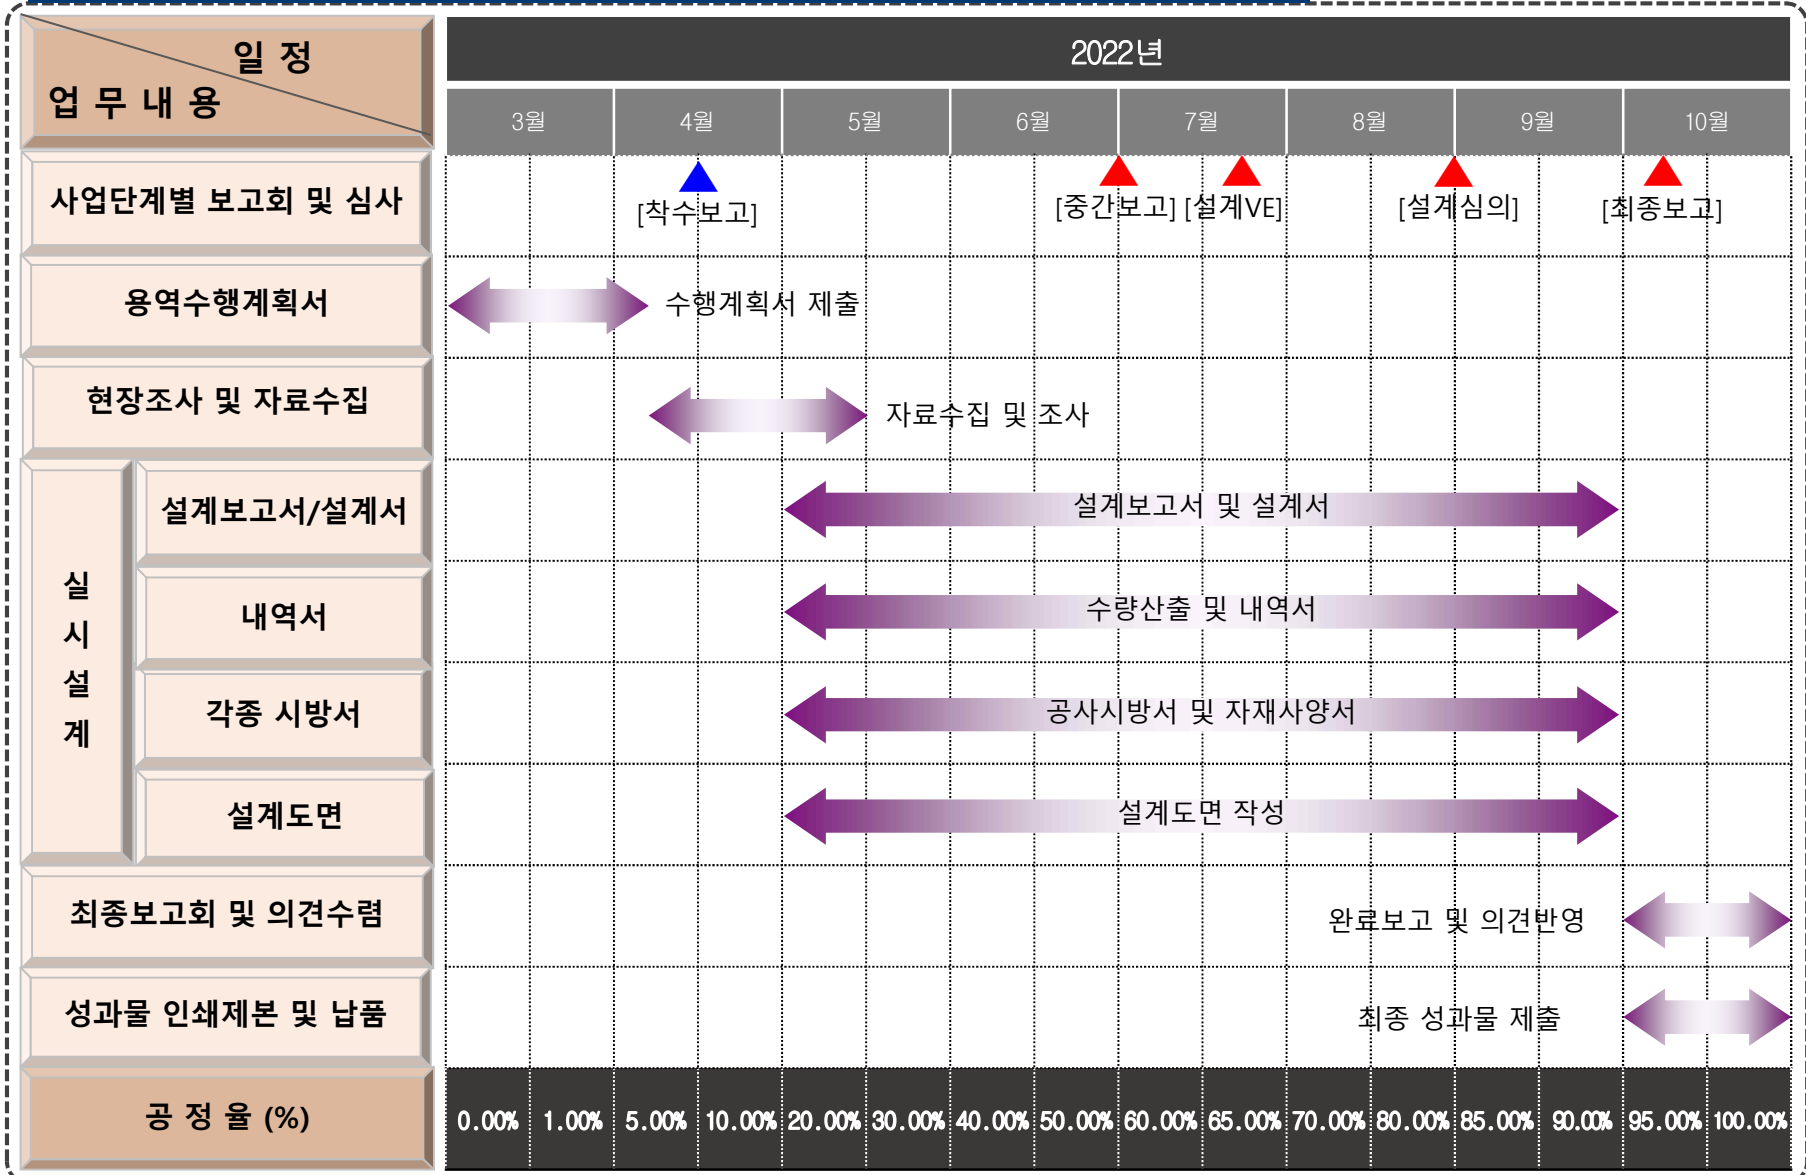 일 정
업 무 내 용
2022년
3월 4월 5월 6월 7월 8월 9월 10월
사업단계별 보고회 및 심사
[착수보고] [중간보고] [설계VE] [설계심의] [최종보고]
용역수행계획서
수행계획서 제출
현장조사 및 자료수집
자료수집 및 조사
실
시
설
계
설계보고서/설계서
설계보고서 및 설계서
내역서
수량산출 및 내역서
각종 시방서
공사시방서 및 자재사양서
설계도면
설계도면 작성
최종보고회 및 의견수렴
완료보고 및 의견반영
성과물 인쇄제본 및 납품
최종 성과물 제출
공 정 율 (%)
0.00% 1.00% 5.00% 10.00% 20.00% 30.00% 40.00% 50.00% 60.00% 65.00% 70.00% 80.00% 85.00% 90.00% 95.00% 100.00%